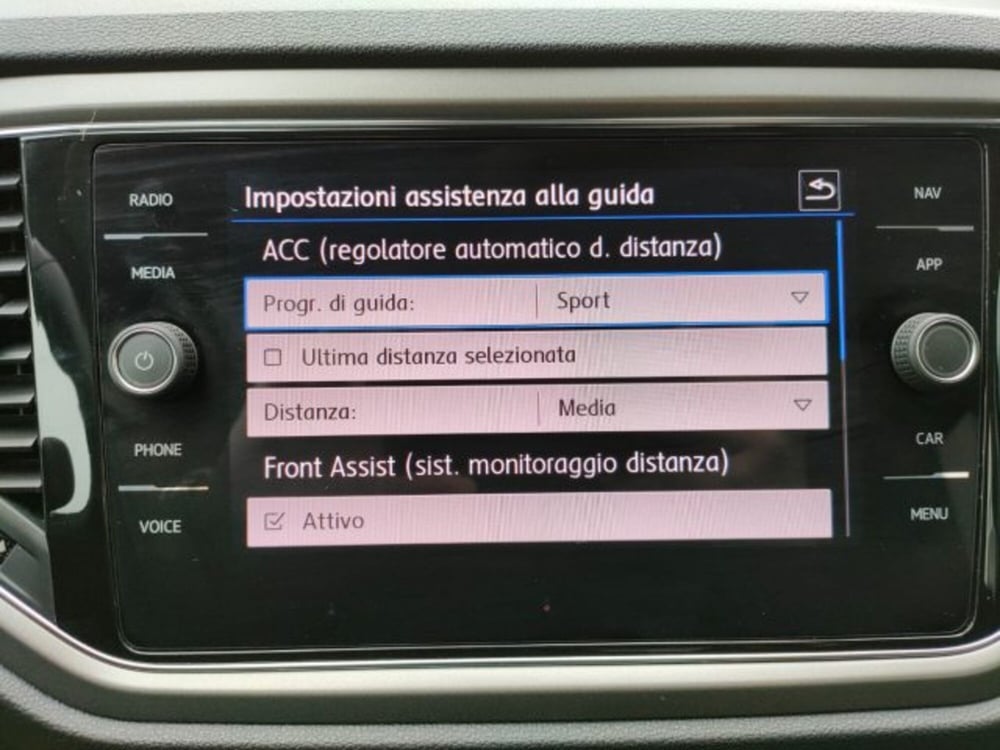 RADIO
MEDIA
PHONE
VOICE
Impostazioni assistenza alla guida
ACC (regolatore automatico d. distanza)
Progr. di guida: Sport
Ultima distanza selezionata
Distanza: Media
Front Assist (sist. monitoraggio distanza)
Attivo
NAV
APP
CAR
MENU